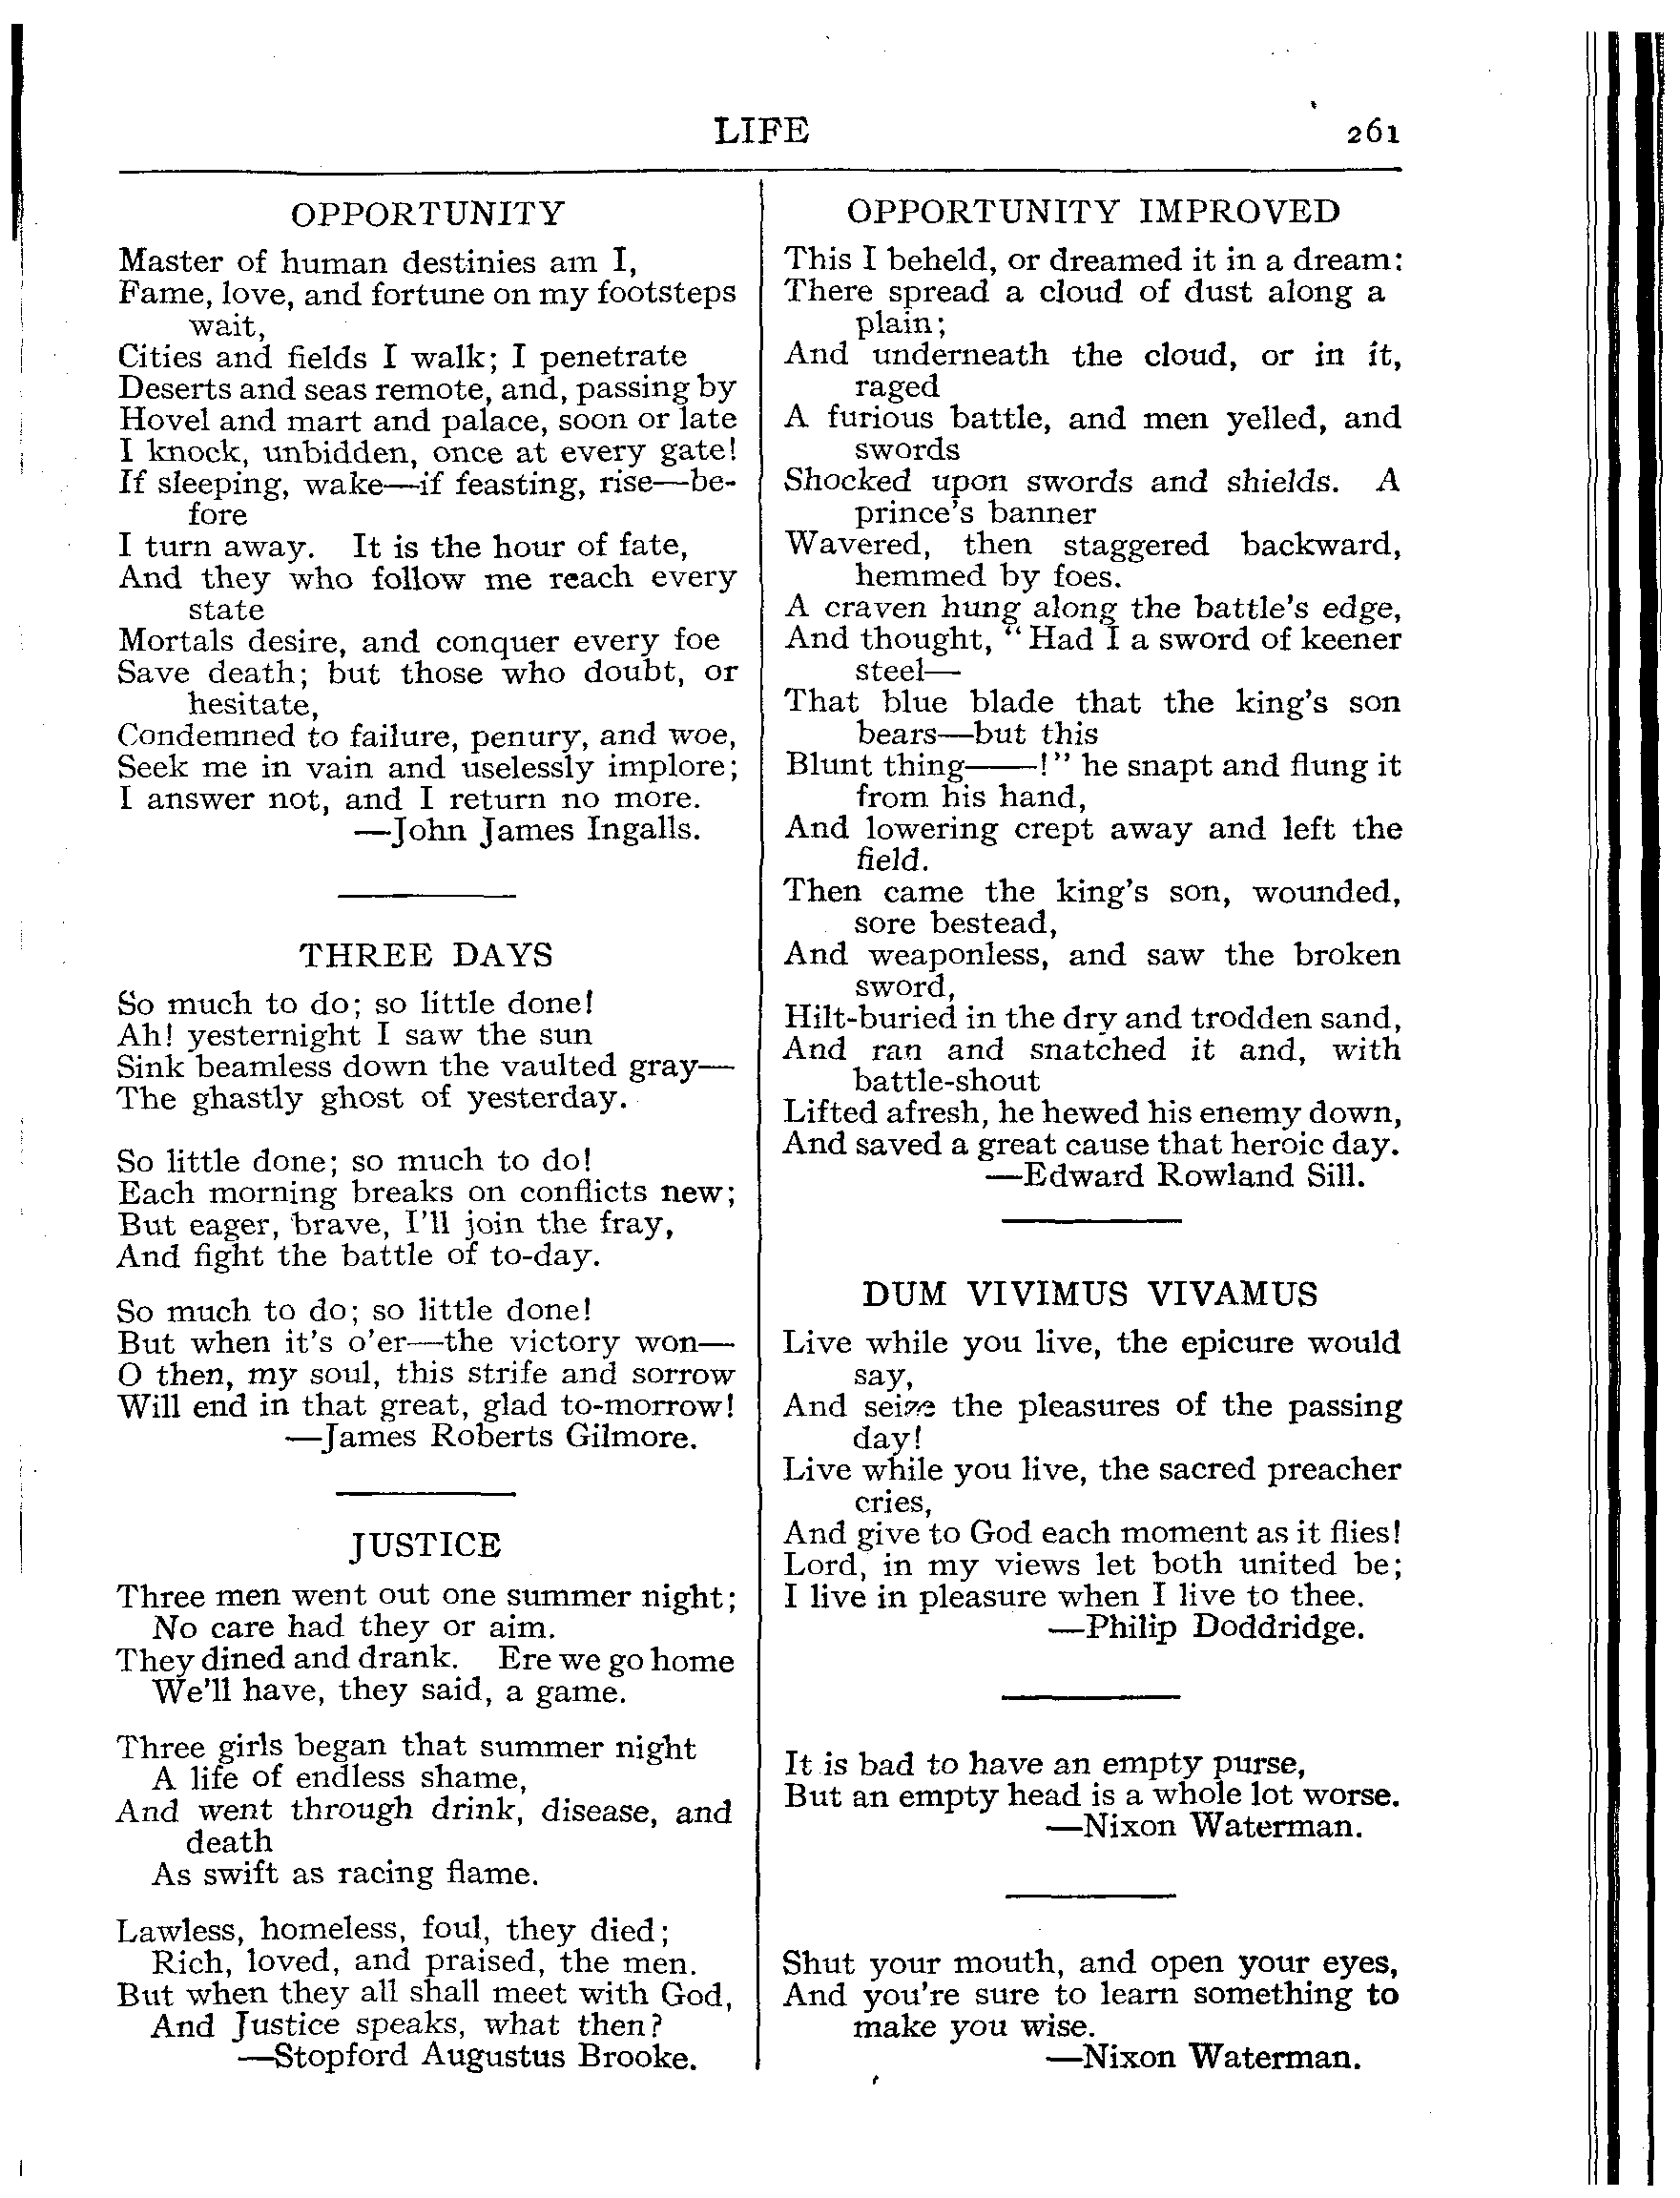 LIFE 261
OPPORTUNITY
Master of human destinies am I,
Fame, love, and fortune on my footsteps
wait,
Cities and fields I walk; I penetrate
Deserts and seas remote, and, passing by
Hovel and mart and palace, soon or late
I knock, unbidden, once at every gate!
If sleeping, wake—if feasting, rise—be-
fore
I turn away. It is the hour of fate,
And they who follow me reach every
state
Mortals desire, and conquer every foe
Save death; but those who doubt, or
hesitate,
Condemned to failure, penury, and woe,
Seek me in vain and uselessly implore;
I answer not, and I return no more.
—John James Ingalls.
THREE DAYS
So much to do; so little done!
Ah! yesternight I saw the sun
Sink beamless down the vaulted gray—
The ghastly ghost of yesterday.
So little done; so much to do!
Each morning breaks on conflicts new;
But eager, brave, I'll join the fray,
And fight the battle of to-day.
So much to do; so little done!
But when it's o'er—the victory won—
O then, my soul, this strife and sorrow
Will end in that great, glad to-morrow!
—James Roberts Gilmore.
JUSTICE
Three men went out one summer night;
No care had they or aim.
They dined and drank. Ere we go home
We'll have, they said, a game.
Three girls began that summer night
A life of endless shame,
And went through drink, disease, and
death
As swift as racing flame.
Lawless, homeless, foul, they died;
Rich, loved, and praised, the men.
But when they all shall meet with God,
And Justice speaks, what then?
—Stopford Augustus Brooke.
OPPORTUNITY IMPROVED
This I beheld, or dreamed it in a dream:
There spread a cloud of dust along a
plain;
And underneath the cloud, or in it,
raged
A furious battle, and men yelled, and
swords
Shocked upon swords and shields. A
prince's banner
Wavered, then staggered backward,
hemmed by foes.
A craven hung along the battle's edge,
And thought, "Had I a sword of keener
steel—
That blue blade that the king's son
bears—but this
Blunt thing——!" he snapt and flung it
from his hand,
And lowering crept away and left the
field.
Then came the king's son, wounded,
sore bestead,
And weaponless, and saw the broken
sword,
Hilt-buried in the dry and trodden sand,
And ran and snatched it and, with
battle-shout
Lifted afresh, he hewed his enemy down,
And saved a great cause that heroic day.
—Edward Rowland Sill.
DUM VIVIMUS VIVAMUS
Live while you live, the epicure would
say,
And seize the pleasures of the passing
day!
Live while you live, the sacred preacher
cries,
And give to God each moment as it flies!
Lord, in my views let both united be;
I live in pleasure when I live to thee.
—Philip Doddridge.
It is bad to have an empty purse,
But an empty head is a whole lot worse.
—Nixon Waterman.
Shut your mouth, and open your eyes,
And you're sure to learn something to
make you wise.
—Nixon Waterman.